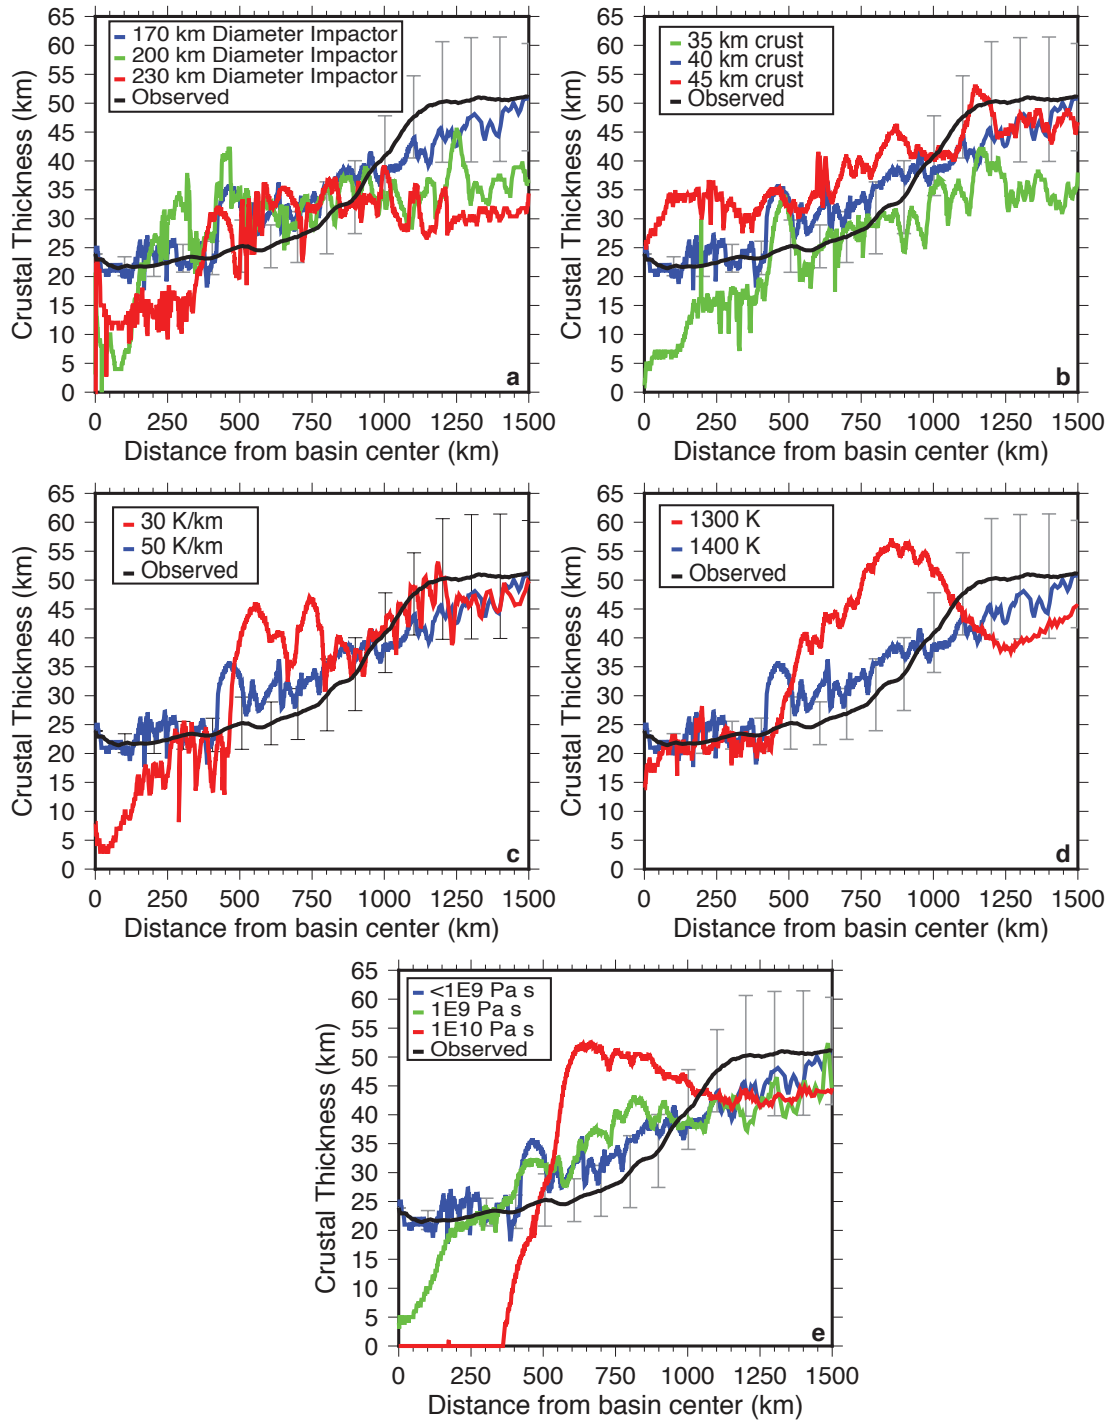 170 km Diameter Impactor
200 km Diameter Impactor
230 km Diameter Impactor
Observed
65
60
55
50
45
40
35
30
25
20
15
10
5
0
Crustal Thickness (km)
a
0 250 500 750 1000 1250 1500
Distance from basin center (km)
35 km crust
40 km crust
45 km crust
Observed
65
60
55
50
45
40
35
30
25
20
15
10
5
0
Crustal Thickness (km)
b
0 250 500 750 1000 1250 1500
Distance from basin center (km)
30 K/km
50 K/km
Observed
65
60
55
50
45
40
35
30
25
20
15
10
5
0
Crustal Thickness (km)
c
0 250 500 750 1000 1250 1500
Distance from basin center (km)
1300 K
1400 K
Observed
65
60
55
50
45
40
35
30
25
20
15
10
5
0
Crustal Thickness (km)
d
0 250 500 750 1000 1250 1500
Distance from basin center (km)
<1E9 Pa s
1E9 Pa s
1E10 Pa s
Observed
65
60
55
50
45
40
35
30
25
20
15
10
5
0
Crustal Thickness (km)
e
0 250 500 750 1000 1250 1500
Distance from basin center (km)